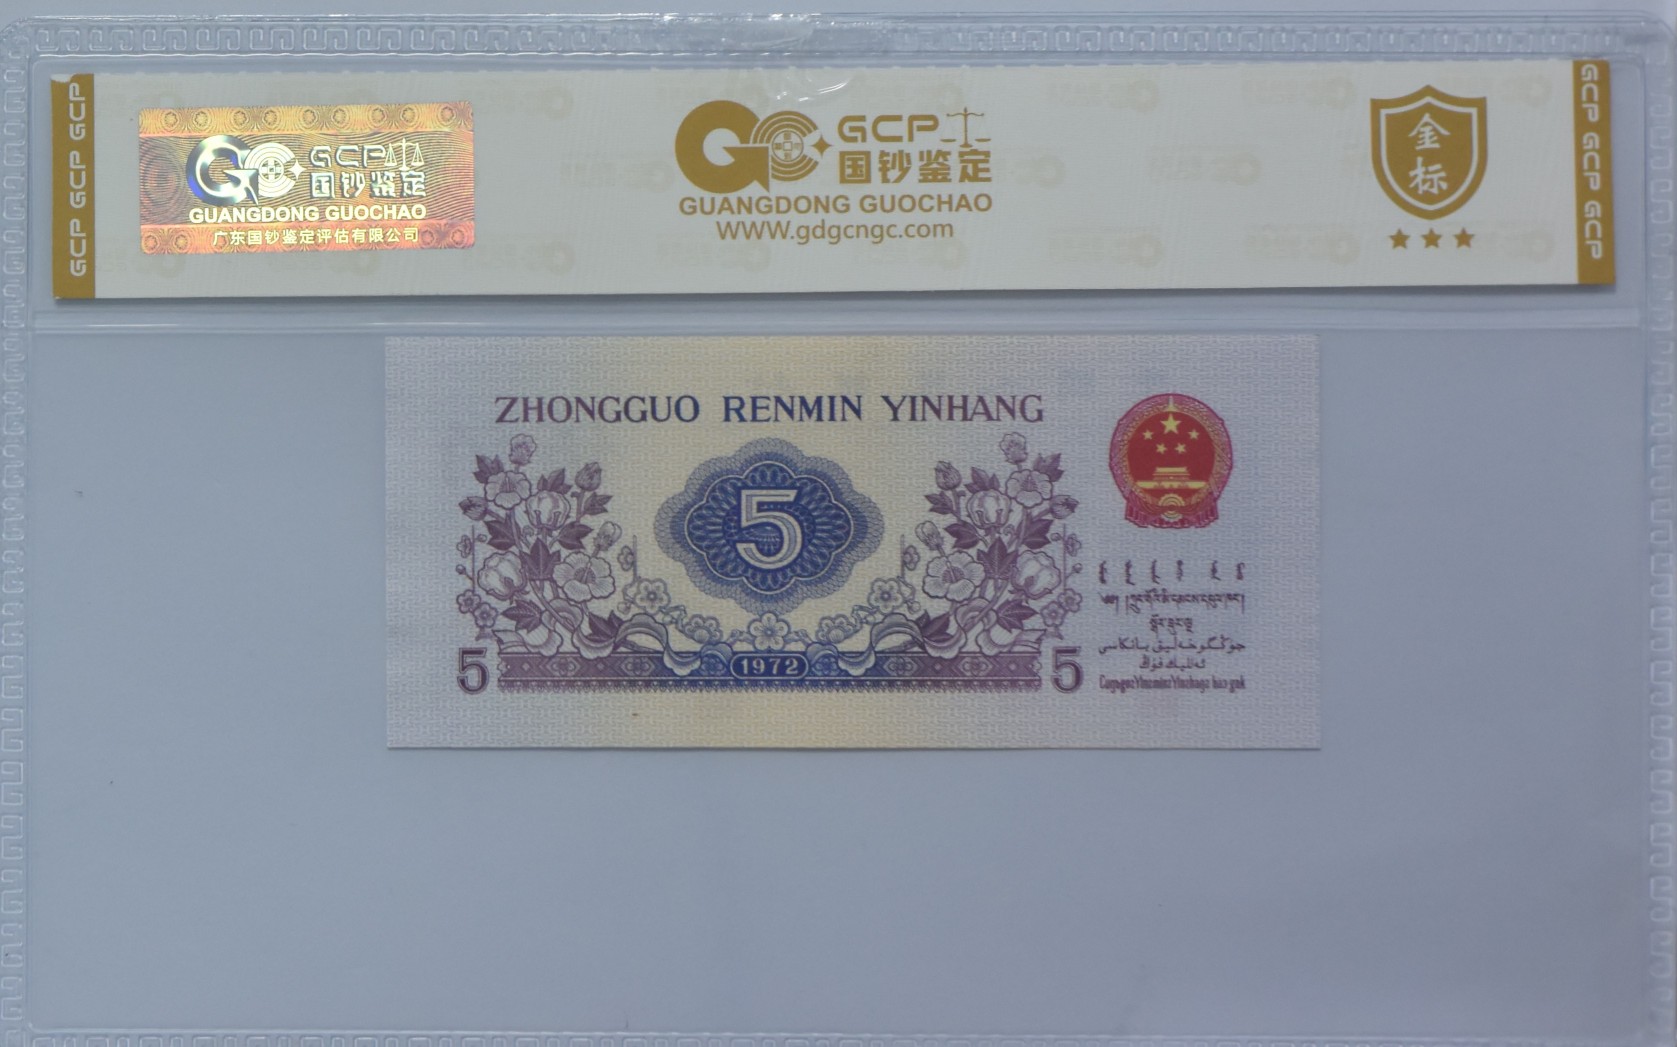 GCP GCP GCP
GCP
国钞鉴定
GUANGDONG GUOCHAO
广东国钞鉴定评估有限公司
GCP
国钞鉴定
GUANGDONG GUOCHAO
WWW.gdgcngc.com
金
标
GCP GCP GCP
ZHONGGUO RENMIN YINHANG
5
1972
5
5
جۇڭگوخەلىق بانكاسى